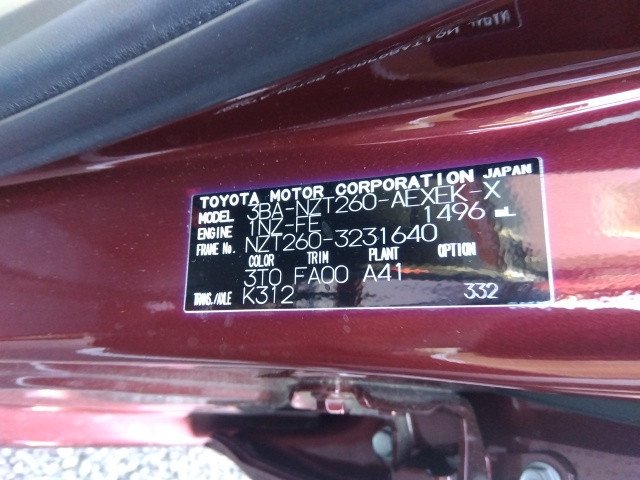 TOYOTA MOTOR CORPORATION JAPAN
MODEL 3BA-NZT260-AEXEK-X
ENGINE 1NZ-FE 1496 mL
FRAME No. NZT260-3231640
COLOR TRIM PLANT OPTION
3T0 FA00 A41
TRANS./AXLE K312 332